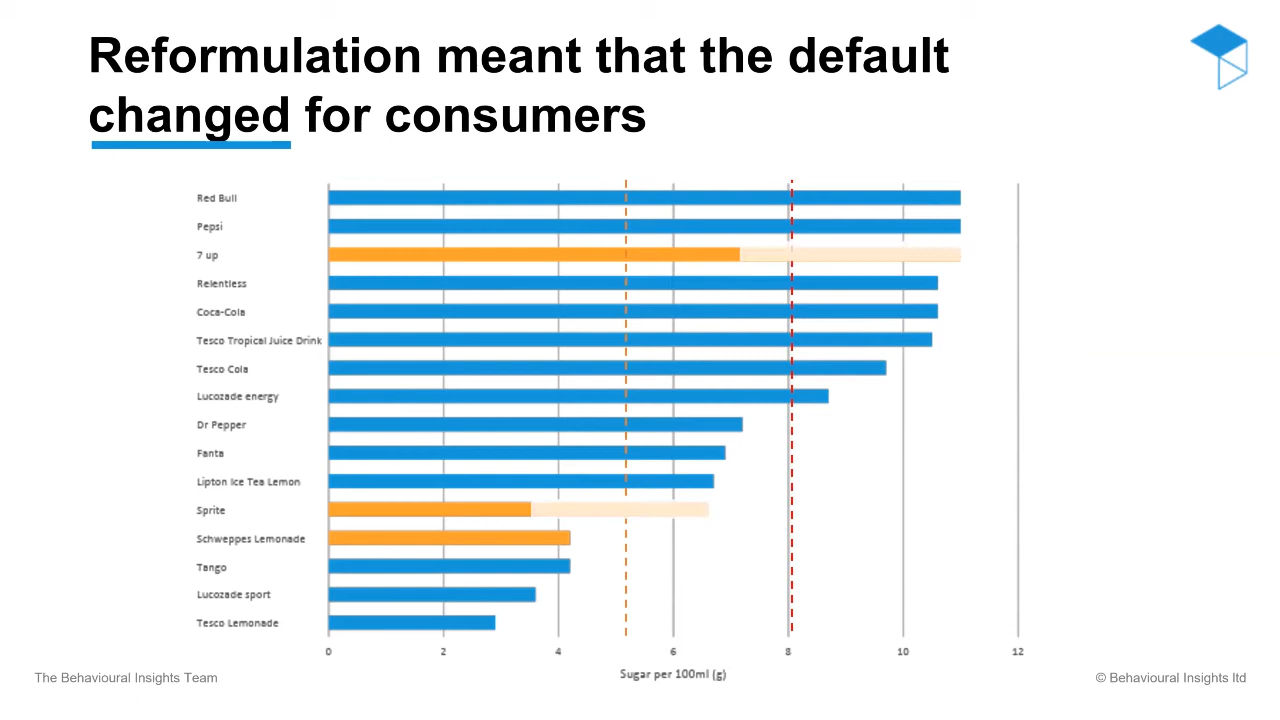 Reformulation meant that the default
changed for consumers
Red Bull
Pepsi
7 up
Relentless
Coca-Cola
Tesco Tropical Juice Drink
Tesco Cola
Lucozade energy
Dr Pepper
Fanta
Lipton Ice Tea Lemon
Sprite
Schweppes Lemonade
Tango
Lucozade sport
Tesco Lemonade
0 2 4 6 8 10 12
Sugar per 100ml (g)
The Behavioural Insights Team
© Behavioural Insights ltd